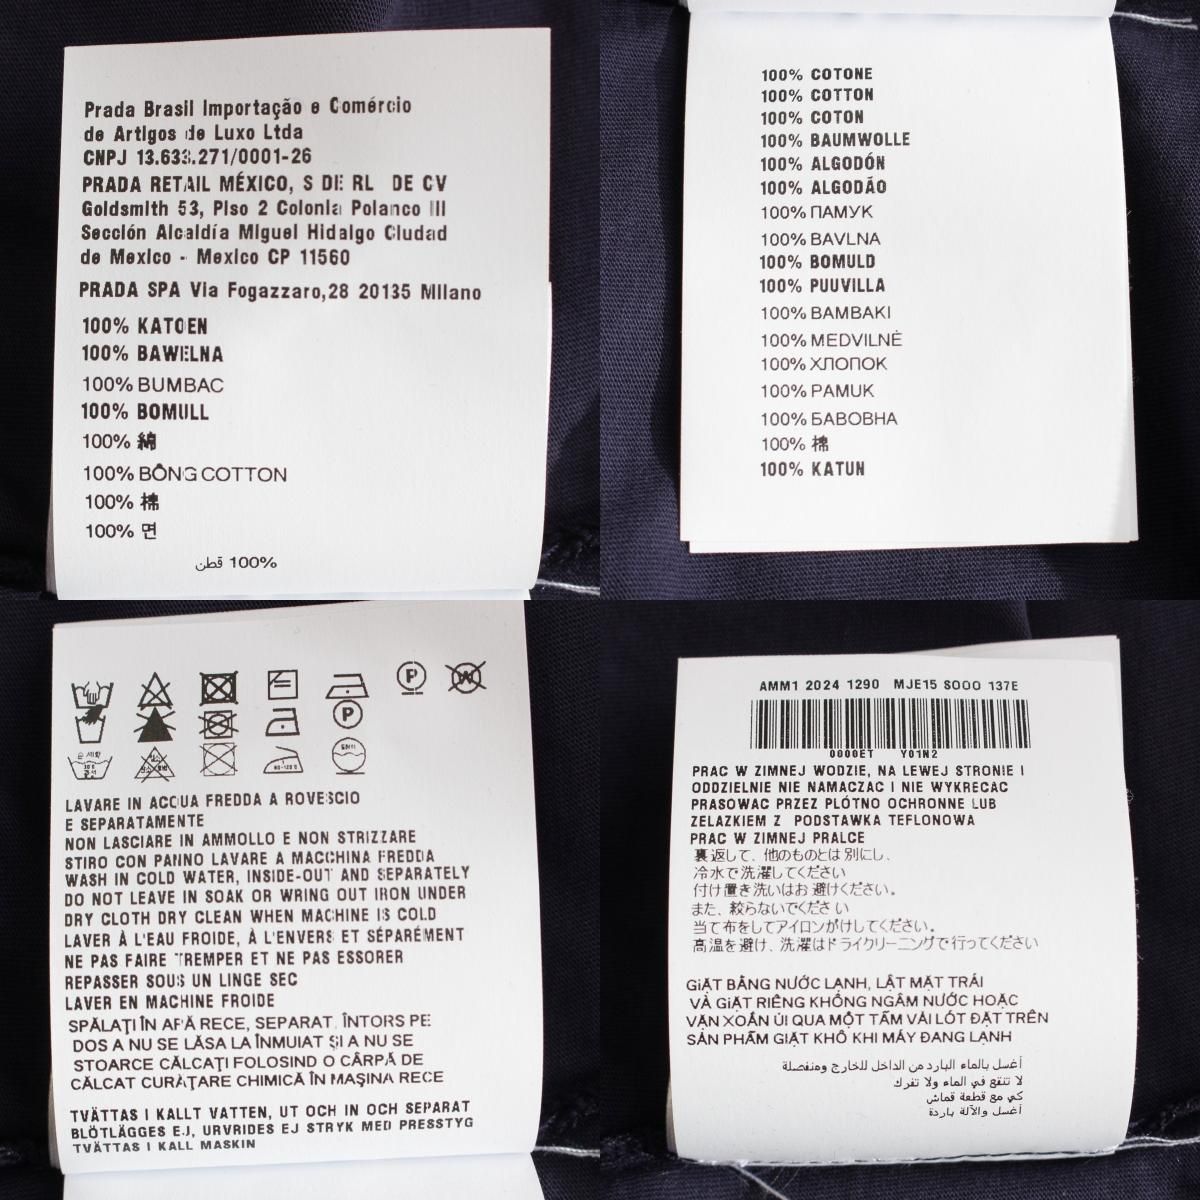 Prada Brasil Importação e Comércio
de Artigos de Luxo Ltda
CNPJ 13.633.271/0001-26
PRADA RETAIL MÉXICO, S DE RL DE CV
Goldsmith 53, Piso 2 Colonia Polanco III
Sección Alcaldía Miguel Hidalgo Ciudad
de Mexico - Mexico CP 11560
PRADA SPA Via Fogazzaro,28 20135 Milano
100% KATOEN
100% BAWEŁNA
100% BUMBAC
100% BOMULL
100% 綿
100% BÔNG COTTON
100% 棉
100% 면
100% قطن
100% COTONE
100% COTTON
100% COTON
100% BAUMWOLLE
100% ALGODÓN
100% ALGODÃO
100% ПАМУК
100% BAVLNA
100% BOMULD
100% PUUVILLA
100% BAMBAKI
100% MEDVILNĖ
100% ХЛОПОК
100% PAMUK
100% БАВОВНА
100% 棉
100% KATUN
P
W
P
LAVARE IN ACQUA FREDDA A ROVESCIO
E SEPARATAMENTE
NON LASCIARE IN AMMOLLO E NON STRIZZARE
STIRO CON PANNO LAVARE A MACCHINA FREDDA
WASH IN COLD WATER, INSIDE-OUT AND SEPARATELY
DO NOT LEAVE IN SOAK OR WRING OUT IRON UNDER
DRY CLOTH DRY CLEAN WHEN MACHINE IS COLD
LAVER À L'EAU FROIDE, À L'ENVERS ET SÉPARÉMENT
NE PAS FAIRE TREMPER ET NE PAS ESSORER
REPASSER SOUS UN LINGE SEC
LAVER EN MACHINE FROIDE
SPĂLAŢI ÎN APĂ RECE, SEPARAT, ÎNTORS PE
DOS A NU SE LĂSA LA ÎNMUIAT ŞI A NU SE
STOARCE CĂLCAŢI FOLOSIND O CÂRPĂ DE
CĂLCAT CURĂŢARE CHIMICĂ ÎN MAŞINA RECE
TVÄTTAS I KALLT VATTEN, UT OCH IN OCH SEPARAT
BLÖTLÄGGES EJ, URVRIDES EJ STRYK MED PRESSTYG
TVÄTTAS I KALL MASKIN
AMM1 2024 1290 MJE15 S000 137E
0000ET Y01N2
PRAC W ZIMNEJ WODZIE, NA LEWEJ STRONIE I
ODDZIELNIE NIE NAMACZAC I NIE WYKRECAC
PRASOWAC PRZEZ PLÓTNO OCHRONNE LUB
ZELAZKIEM Z PODSTAWKA TEFLONOWA
PRAC W ZIMNEJ PRALCE
裏返して、他のものとは別にし、
冷水で洗濯してください
付け置き洗いはお避けください。
また、絞らないでください
当て布をしてアイロンがけしてください。
高温を避け、洗濯はドライクリーニングで行ってください
GIẶT BẰNG NƯỚC LẠNH, LẬT MẶT TRÁI
VÀ GIẶT RIÊNG KHÔNG NGÂM NƯỚC HOẶC
VẶN XOẮN ỦI QUA MỘT TẤM VẢI LÓT ĐẶT TRÊN
SẢN PHẨM GIẶT KHÔ KHI MÁY ĐANG LẠNH
أغسل بالماء البارد من الداخل للخارج ومنفصلة
لا تنقع في الماء ولا تفرك
كي مع قطعة قماش
أغسل والآلة باردة